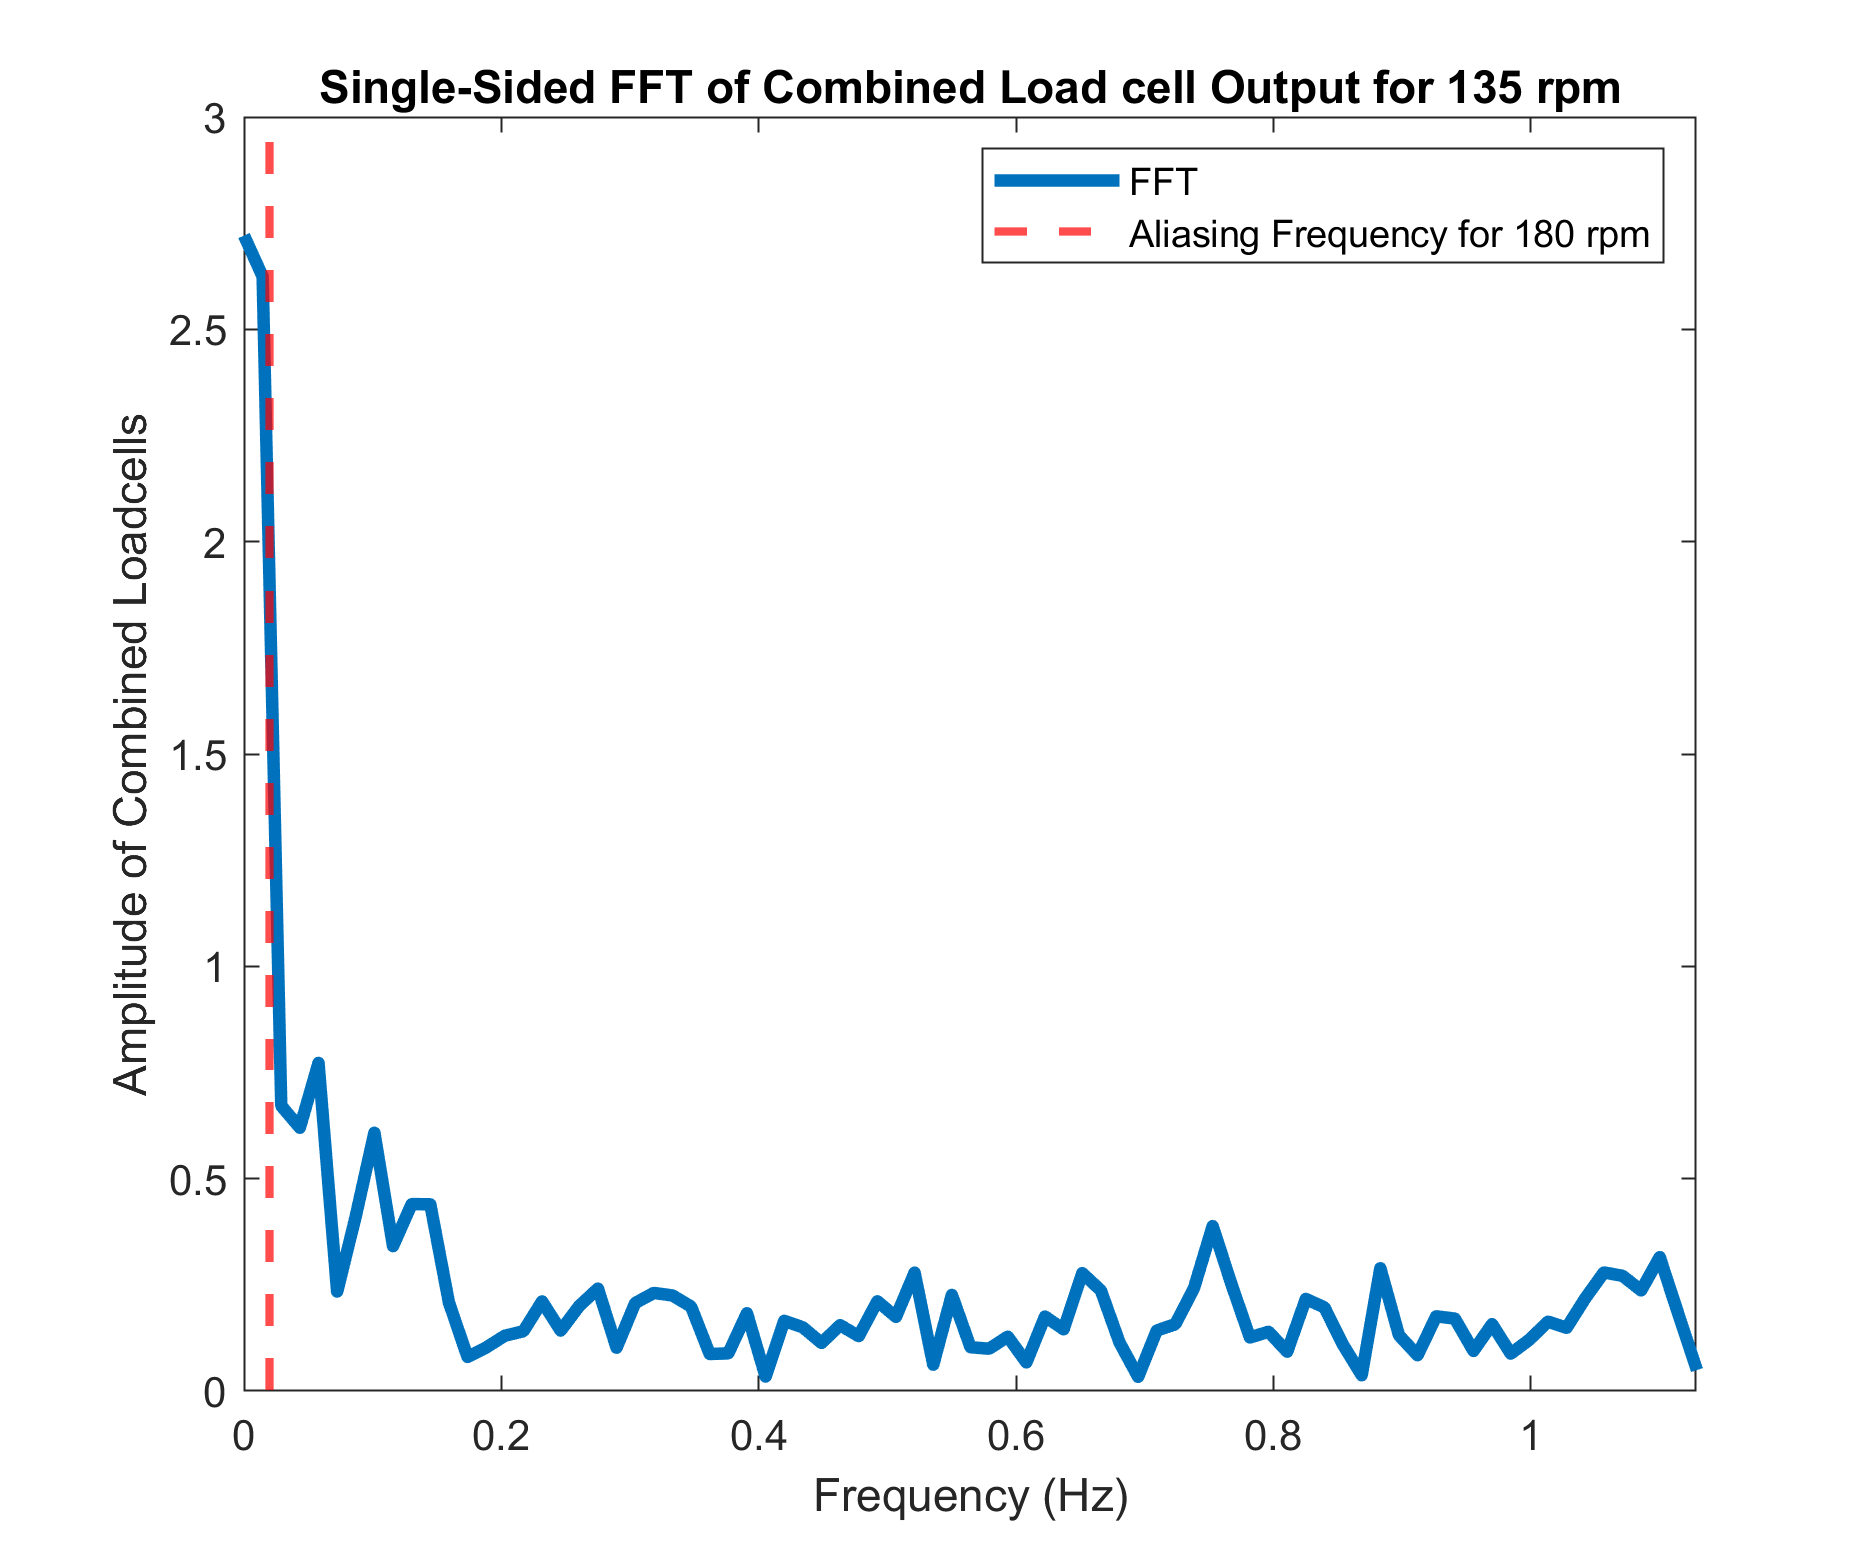 Single-Sided FFT of Combined Load cell Output for 135 rpm
FFT
Aliasing Frequency for 180 rpm
Amplitude of Combined Loadcells
3
2.5
2
1.5
1
0.5
0
0 0.2 0.4 0.6 0.8 1
Frequency (Hz)